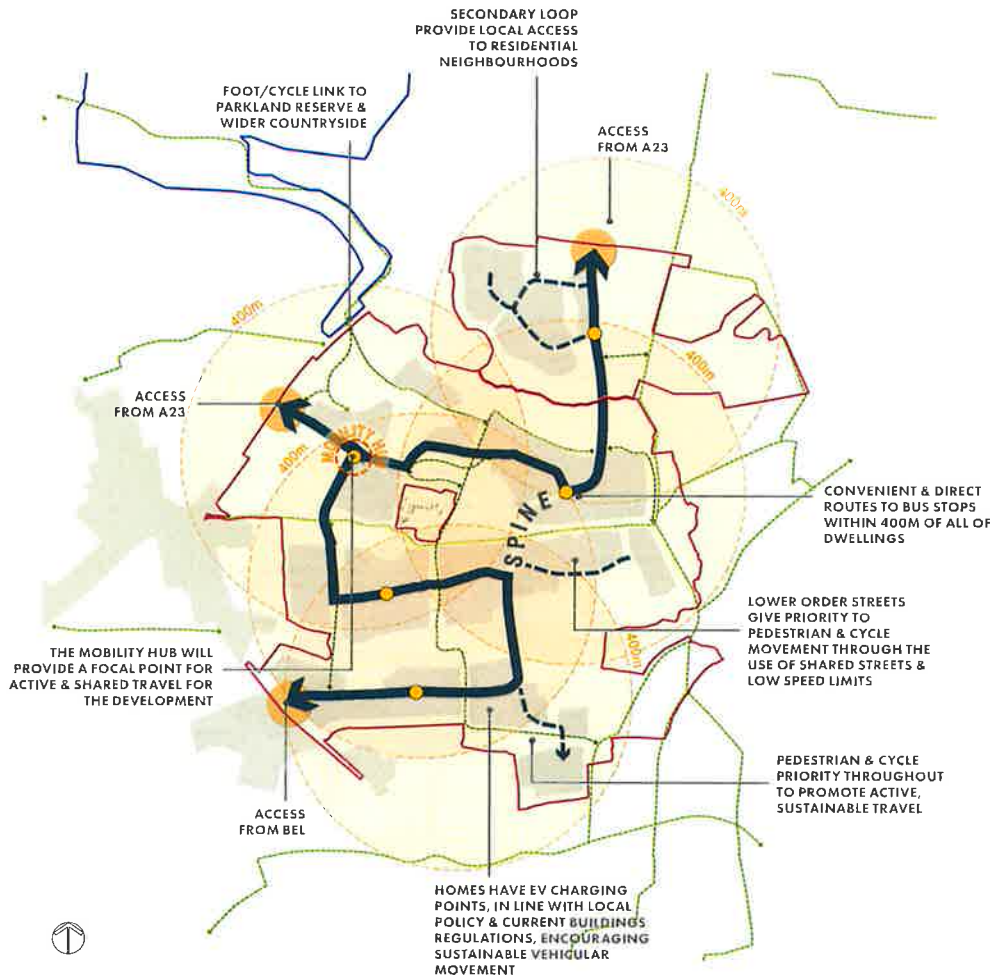 SECONDARY LOOP
PROVIDE LOCAL ACCESS
TO RESIDENTIAL
NEIGHBOURHOODS
FOOT/CYCLE LINK TO
PARKLAND RESERVE &
WIDER COUNTRYSIDE
ACCESS
FROM A23
400m
400m
400m
ACCESS
FROM A23
MOBILITY HUB
400m
SPINE
CONVENIENT & DIRECT
ROUTES TO BUS STOPS
WITHIN 400M OF ALL OF
DWELLINGS
LOWER ORDER STREETS
GIVE PRIORITY TO
PEDESTRIAN & CYCLE
MOVEMENT THROUGH THE
USE OF SHARED STREETS &
LOW SPEED LIMITS
400m
THE MOBILITY HUB WILL
PROVIDE A FOCAL POINT FOR
ACTIVE & SHARED TRAVEL FOR
THE DEVELOPMENT
PEDESTRIAN & CYCLE
PRIORITY THROUGHOUT
TO PROMOTE ACTIVE,
SUSTAINABLE TRAVEL
ACCESS
FROM BEL
HOMES HAVE EV CHARGING
POINTS, IN LINE WITH LOCAL
POLICY & CURRENT BUILDINGS
REGULATIONS, ENCOURAGING
SUSTAINABLE VEHICULAR
MOVEMENT